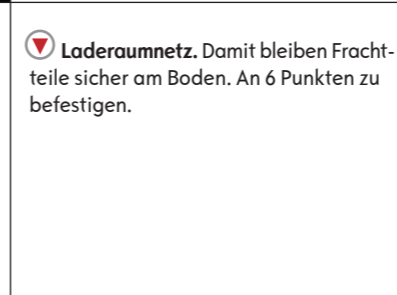 Laderaumnetz. Damit bleiben Fracht-
teile sicher am Boden. An 6 Punkten zu
befestigen.